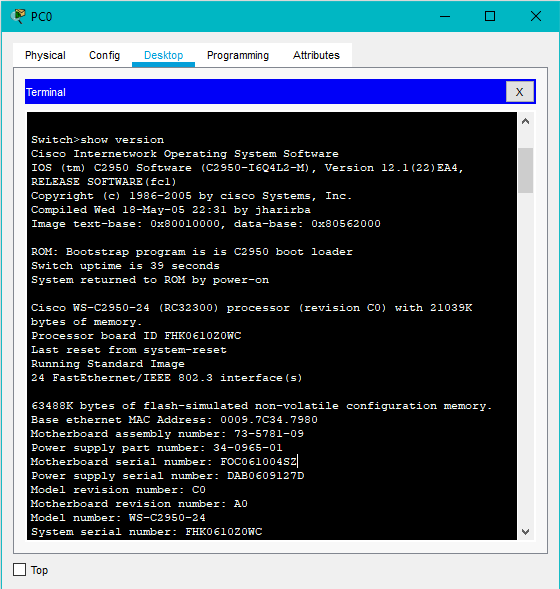 PC0
Physical Config Desktop Programming Attributes
Terminal X
Switch>show version
Cisco Internetwork Operating System Software
IOS (tm) C2950 Software (C2950-I6Q4L2-M), Version 12.1(22)EA4,
RELEASE SOFTWARE(fc1)
Copyright (c) 1986-2005 by cisco Systems, Inc.
Compiled Wed 18-May-05 22:31 by jharirba
Image text-base: 0x80010000, data-base: 0x80562000
ROM: Bootstrap program is is C2950 boot loader
Switch uptime is 39 seconds
System returned to ROM by power-on
Cisco WS-C2950-24 (RC32300) processor (revision C0) with 21039K
bytes of memory.
Processor board ID FHK0610Z0WC
Last reset from system-reset
Running Standard Image
24 FastEthernet/IEEE 802.3 interface(s)
63488K bytes of flash-simulated non-volatile configuration memory.
Base ethernet MAC Address: 0009.7C34.7980
Motherboard assembly number: 73-5781-09
Power supply part number: 34-0965-01
Motherboard serial number: FOC061004SZ
Power supply serial number: DAB0609127D
Model revision number: C0
Motherboard revision number: A0
Model number: WS-C2950-24
System serial number: FHK0610Z0WC
Top